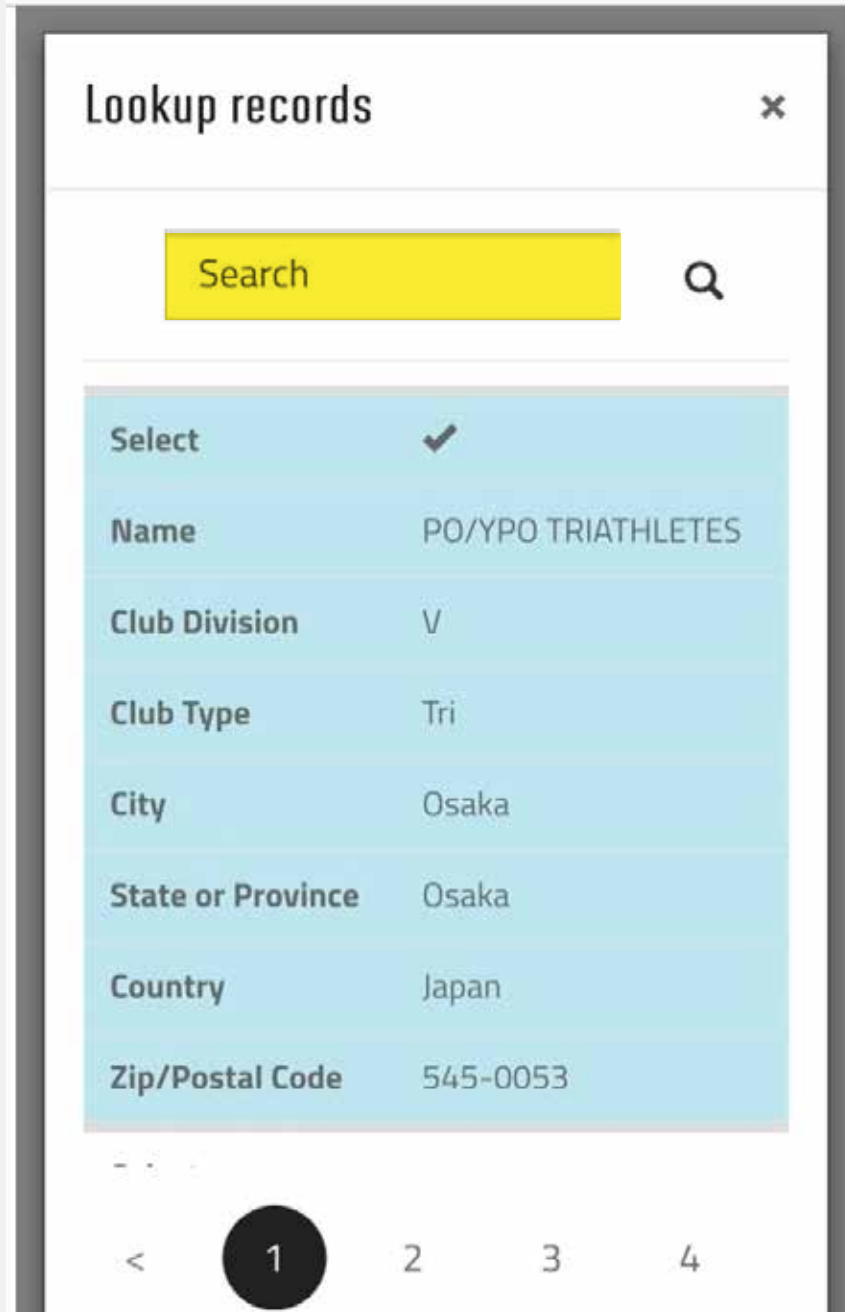 Lookup records ×
Search
Select ✔
Name PO/YPO TRIATHLETES
Club Division V
Club Type Tri
City Osaka
State or Province Osaka
Country Japan
Zip/Postal Code 545-0053
< 1 2 3 4